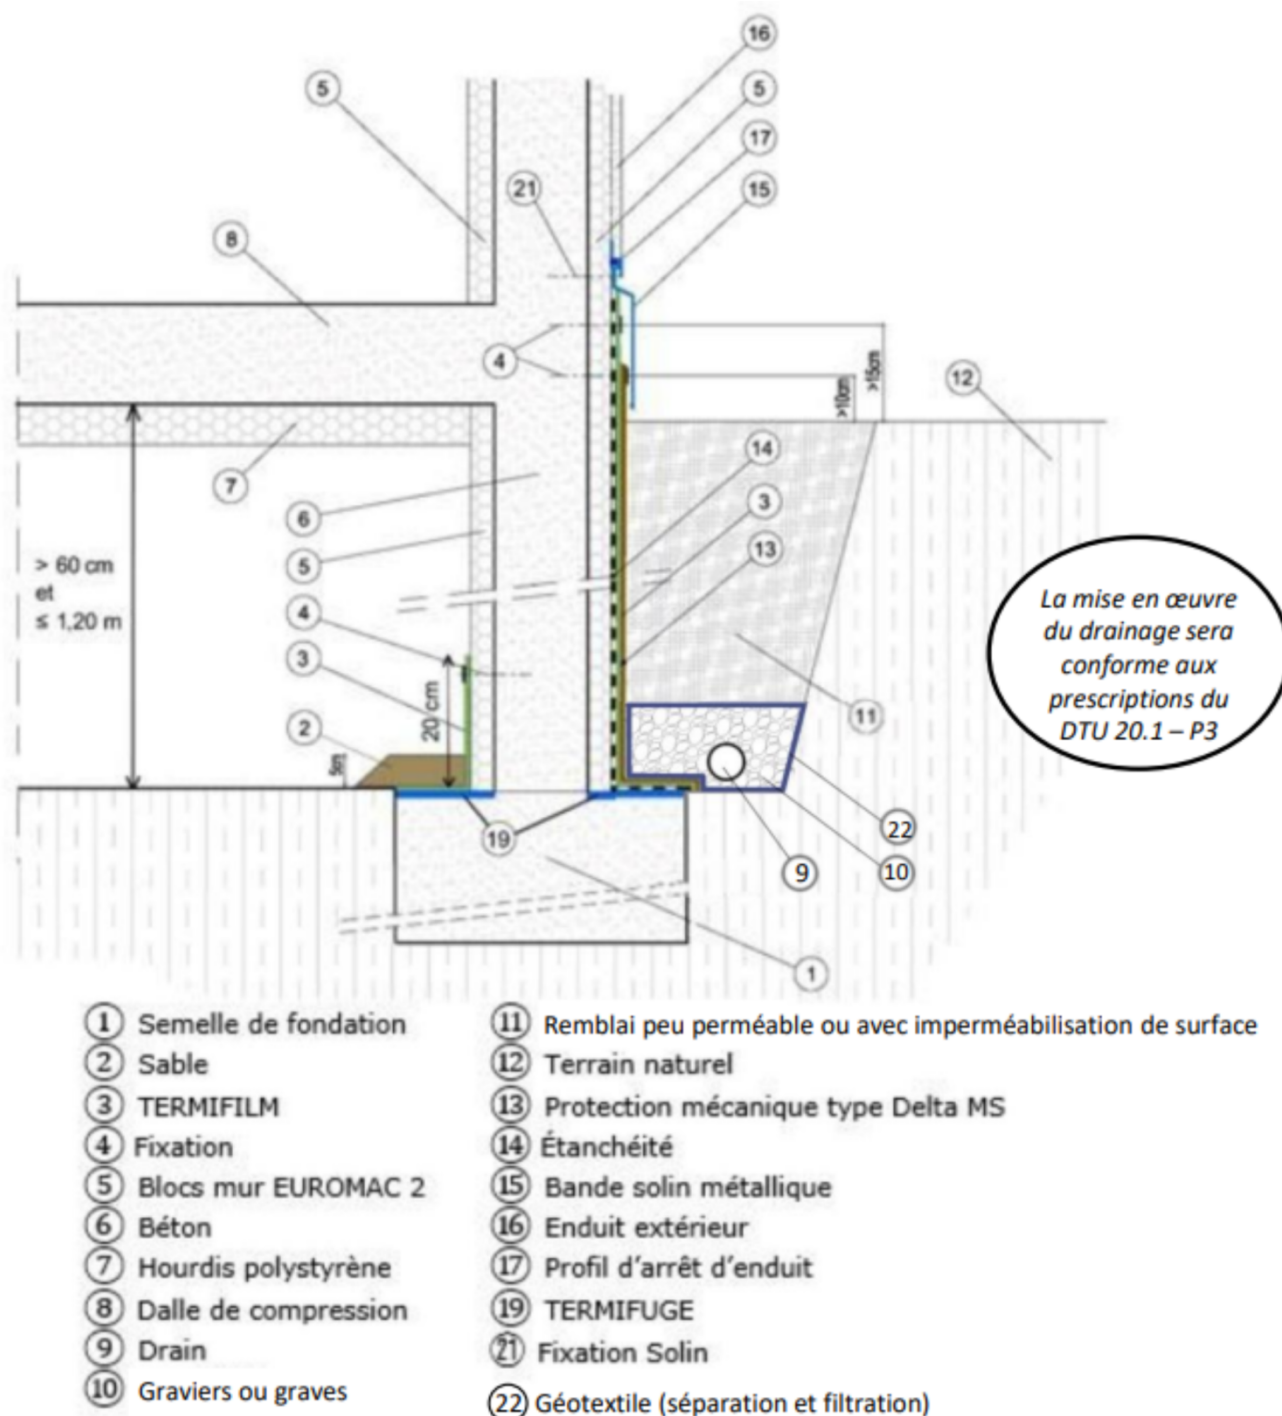 16
5
5
17
21
15
8
4
>10cm
>15cm
12
14
7
3
6
13
> 60 cm
et
≤ 1,20 m
5
4
La mise en œuvre
du drainage sera
conforme aux
prescriptions du
DTU 20.1 – P3
3
20 cm
11
2
5cm
19
22
9
10
1
1 Semelle de fondation
2 Sable
3 TERMIFILM
4 Fixation
5 Blocs mur EUROMAC 2
6 Béton
7 Hourdis polystyrène
8 Dalle de compression
9 Drain
10 Graviers ou graves
11 Remblai peu perméable ou avec imperméabilisation de surface
12 Terrain naturel
13 Protection mécanique type Delta MS
14 Étanchéité
15 Bande solin métallique
16 Enduit extérieur
17 Profil d'arrêt d'enduit
19 TERMIFUGE
21 Fixation Solin
22 Géotextile (séparation et filtration)